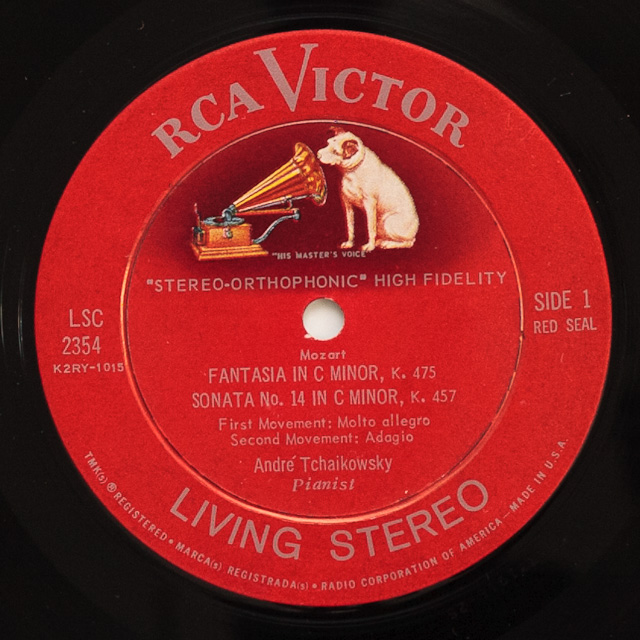 RCA VICTOR
"HIS MASTER'S VOICE"
"STEREO-ORTHOPHONIC" HIGH FIDELITY
LSC
2354
K2RY-1015
SIDE 1
RED SEAL
Mozart
FANTASIA IN C MINOR, K. 475
SONATA No. 14 IN C MINOR, K. 457
First Movement: Molto allegro
Second Movement: Adagio
André Tchaikowsky
Pianist
LIVING STEREO
TMK(s) ® REGISTERED • MARCA(s) REGISTRADA(s) • RADIO CORPORATION OF AMERICA—MADE IN U.S.A.